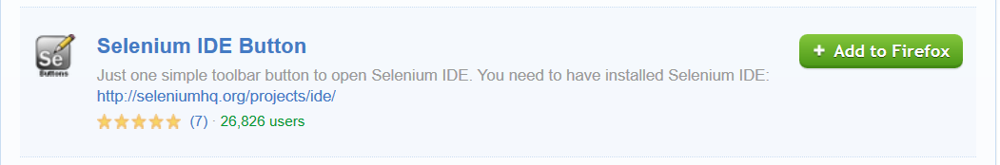 Selenium IDE Button
Se
Buttons
+ Add to Firefox
Just one simple toolbar button to open Selenium IDE. You need to have installed Selenium IDE:
http://seleniumhq.org/projects/ide/
(7) · 26,826 users